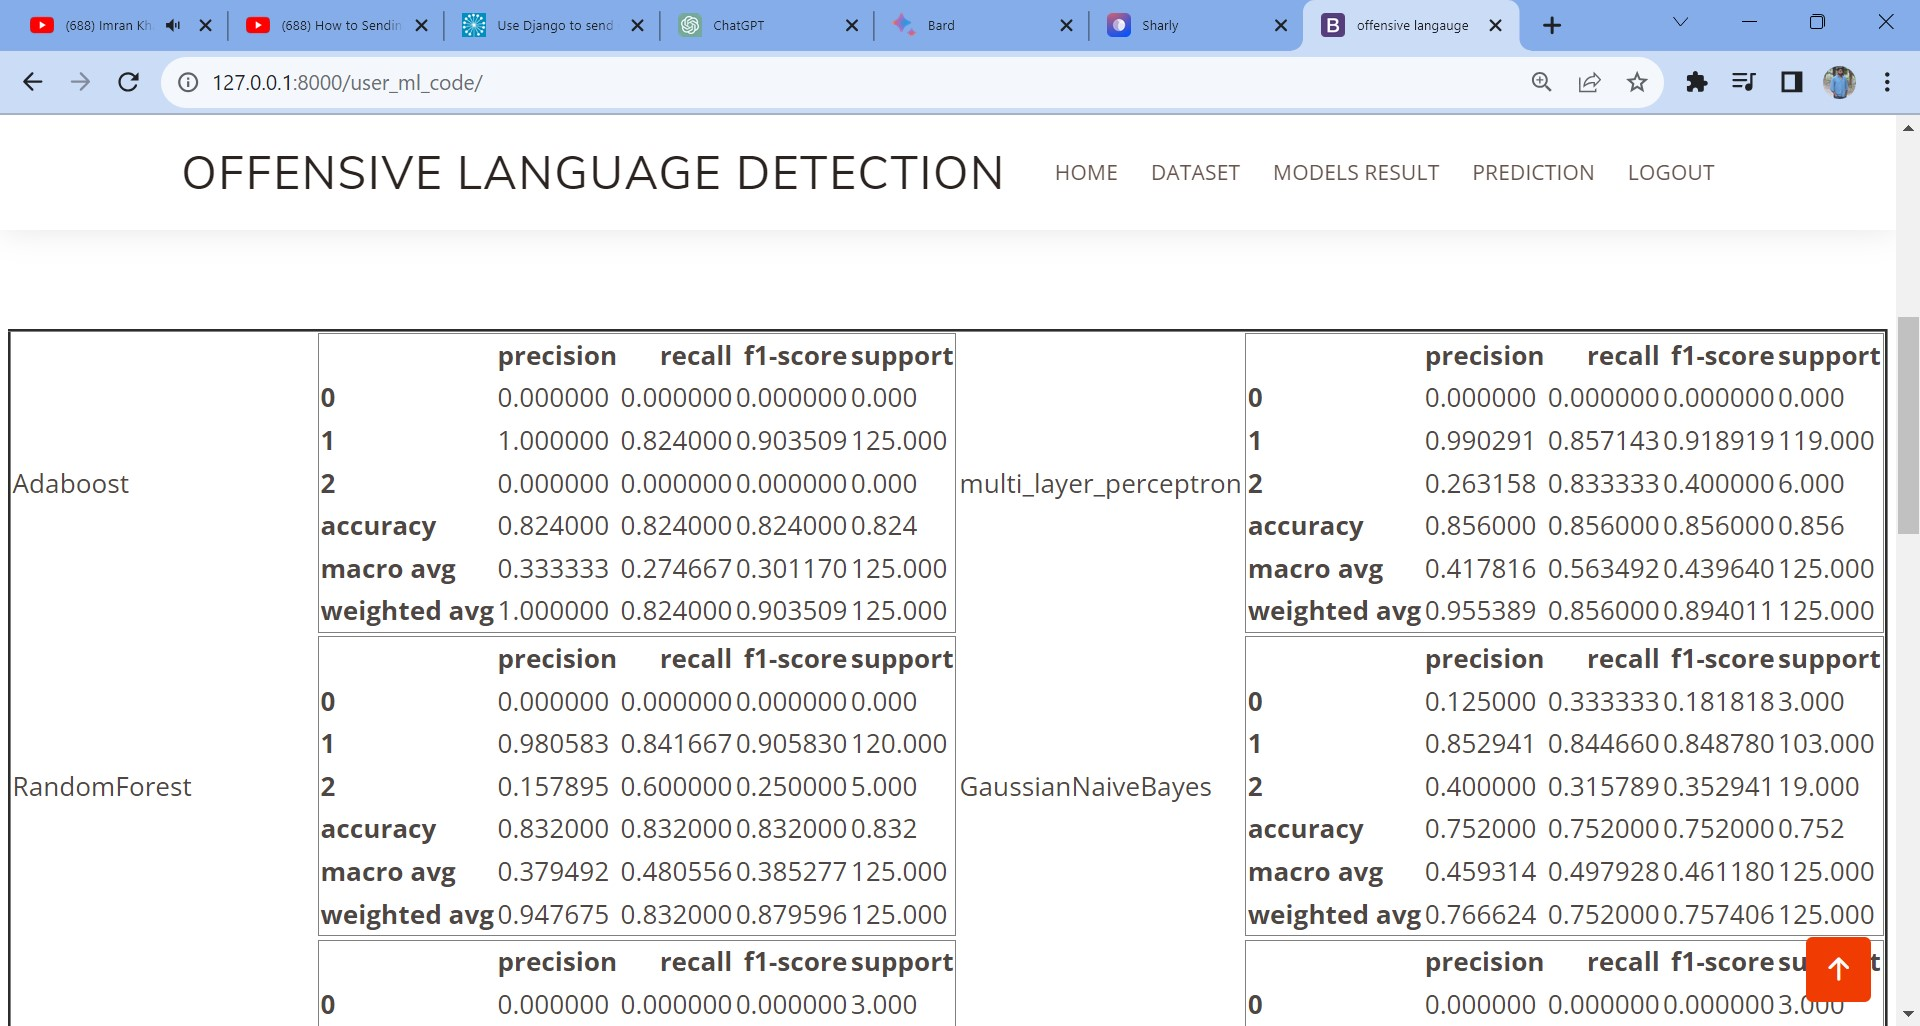 (688) Imran Kh
(688) How to Sendin
Use Django to send
ChatGPT
Bard
Sharly
offensive langauge
127.0.0.1:8000/user_ml_code/
OFFENSIVE LANGUAGE DETECTION
HOME DATASET MODELS RESULT PREDICTION LOGOUT
Adaboost
precision recall f1-score support
0 0.000000 0.000000 0.000000 0.000
1 1.000000 0.824000 0.903509 125.000
2 0.000000 0.000000 0.000000 0.000
accuracy 0.824000 0.824000 0.824000 0.824
macro avg 0.333333 0.274667 0.301170 125.000
weighted avg 1.000000 0.824000 0.903509 125.000
multi_layer_perceptron
precision recall f1-score support
0 0.000000 0.000000 0.000000 0.000
1 0.990291 0.857143 0.918919 119.000
2 0.263158 0.833333 0.400000 6.000
accuracy 0.856000 0.856000 0.856000 0.856
macro avg 0.417816 0.563492 0.439640 125.000
weighted avg 0.955389 0.856000 0.894011 125.000
RandomForest
precision recall f1-score support
0 0.000000 0.000000 0.000000 0.000
1 0.980583 0.841667 0.905830 120.000
2 0.157895 0.600000 0.250000 5.000
accuracy 0.832000 0.832000 0.832000 0.832
macro avg 0.379492 0.480556 0.385277 125.000
weighted avg 0.947675 0.832000 0.879596 125.000
GaussianNaiveBayes
precision recall f1-score support
0 0.125000 0.333333 0.181818 3.000
1 0.852941 0.844660 0.848780 103.000
2 0.400000 0.315789 0.352941 19.000
accuracy 0.752000 0.752000 0.752000 0.752
macro avg 0.459314 0.497928 0.461180 125.000
weighted avg 0.766624 0.752000 0.757406 125.000
precision recall f1-score support
0 0.000000 0.000000 0.000000 3.000
precision recall f1-score su t
0 0.000000 0.000000 0.000000 3.000